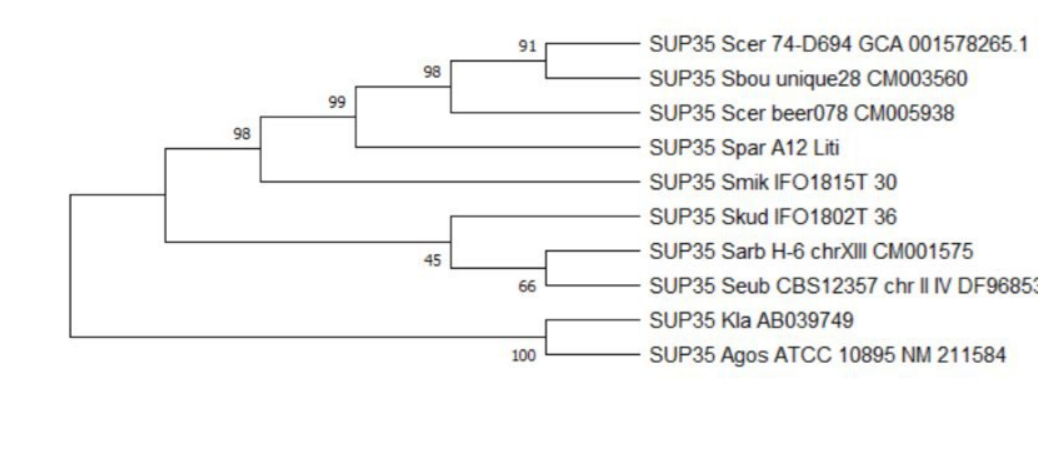 91
SUP35 Scer 74-D694 GCA 001578265.1
98
SUP35 Sbou unique28 CM003560
99
SUP35 Scer beer078 CM005938
98
SUP35 Spar A12 Liti
SUP35 Smik IFO1815T 30
SUP35 Skud IFO1802T 36
45
SUP35 Sarb H-6 chrXIII CM001575
66
SUP35 Seub CBS12357 chr II IV DF96853
100
SUP35 Kla AB039749
SUP35 Agos ATCC 10895 NM 211584